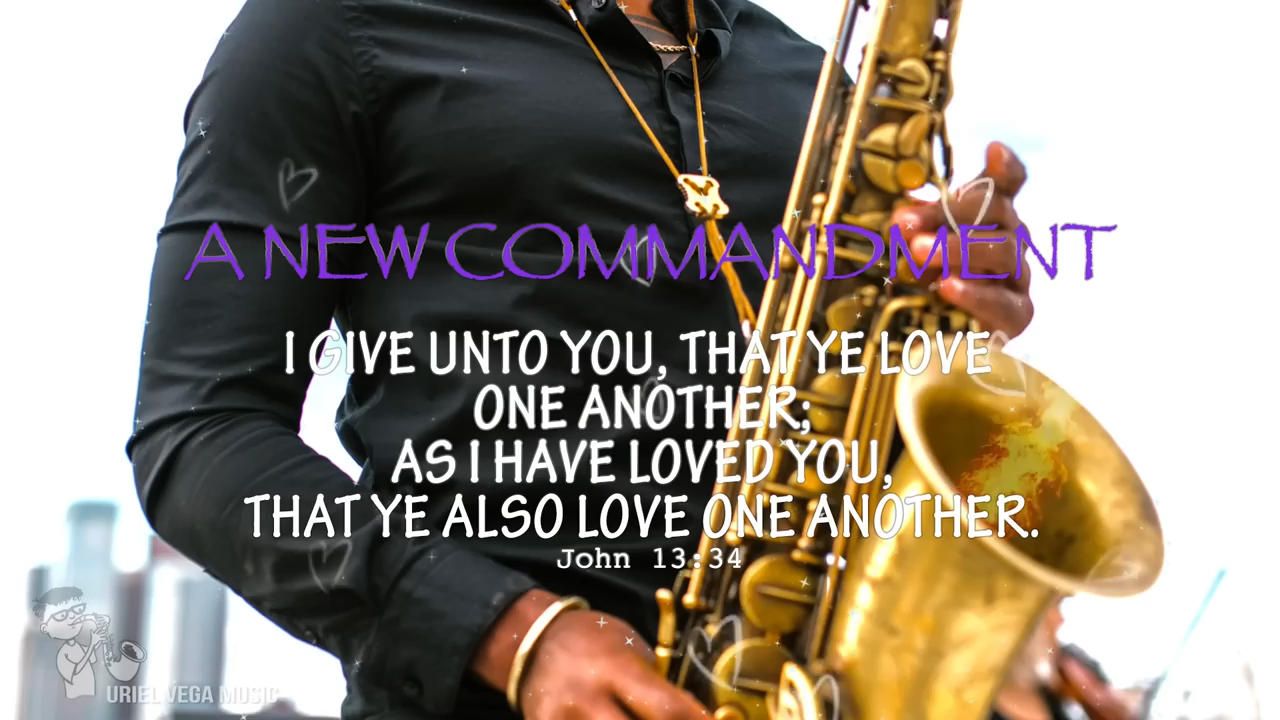 A NEW COMMANDMENT
I GIVE UNTO YOU, THAT YE LOVE
ONE ANOTHER;
AS I HAVE LOVED YOU,
THAT YE ALSO LOVE ONE ANOTHER.
John 13:34
URIEL VEGA MUSIC